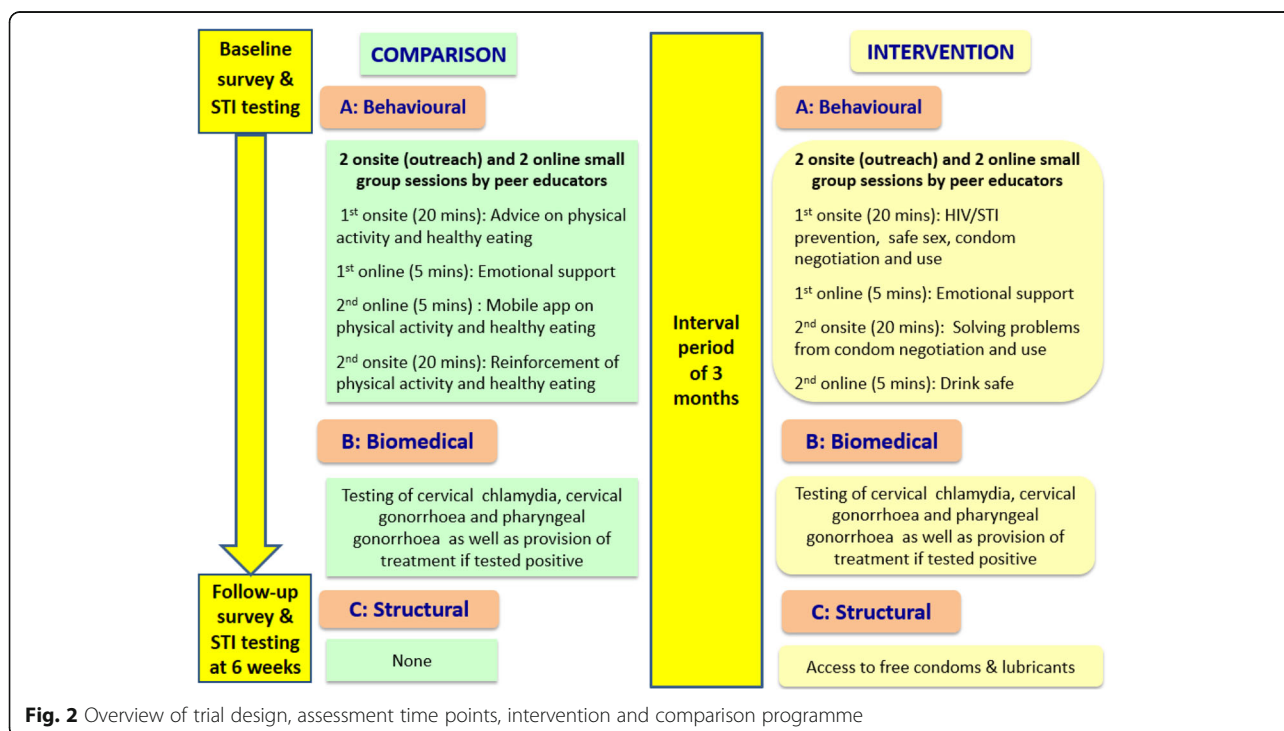 Baseline
survey &
STI testing
Follow-up
survey &
STI testing
at 6 weeks
COMPARISON
A: Behavioural
2 onsite (outreach) and 2 online small
group sessions by peer educators
1st onsite (20 mins): Advice on physical
activity and healthy eating
1st online (5 mins): Emotional support
2nd online (5 mins) : Mobile app on
physical activity and healthy eating
2nd onsite (20 mins): Reinforcement of
physical activity and healthy eating
B: Biomedical
Testing of cervical chlamydia, cervical
gonorrhoea and pharyngeal
gonorrhoea as well as provision of
treatment if tested positive
C: Structural
None
Interval
period
of 3
months
INTERVENTION
A: Behavioural
2 onsite (outreach) and 2 online small
group sessions by peer educators
1st onsite (20 mins): HIV/STI
prevention, safe sex, condom
negotiation and use
1st online (5 mins): Emotional support
2nd onsite (20 mins): Solving problems
from condom negotiation and use
2nd online (5 mins): Drink safe
B: Biomedical
Testing of cervical chlamydia, cervical
gonorrhoea and pharyngeal
gonorrhoea as well as provision of
treatment if tested positive
C: Structural
Access to free condoms & lubricants
Fig. 2 Overview of trial design, assessment time points, intervention and comparison programme